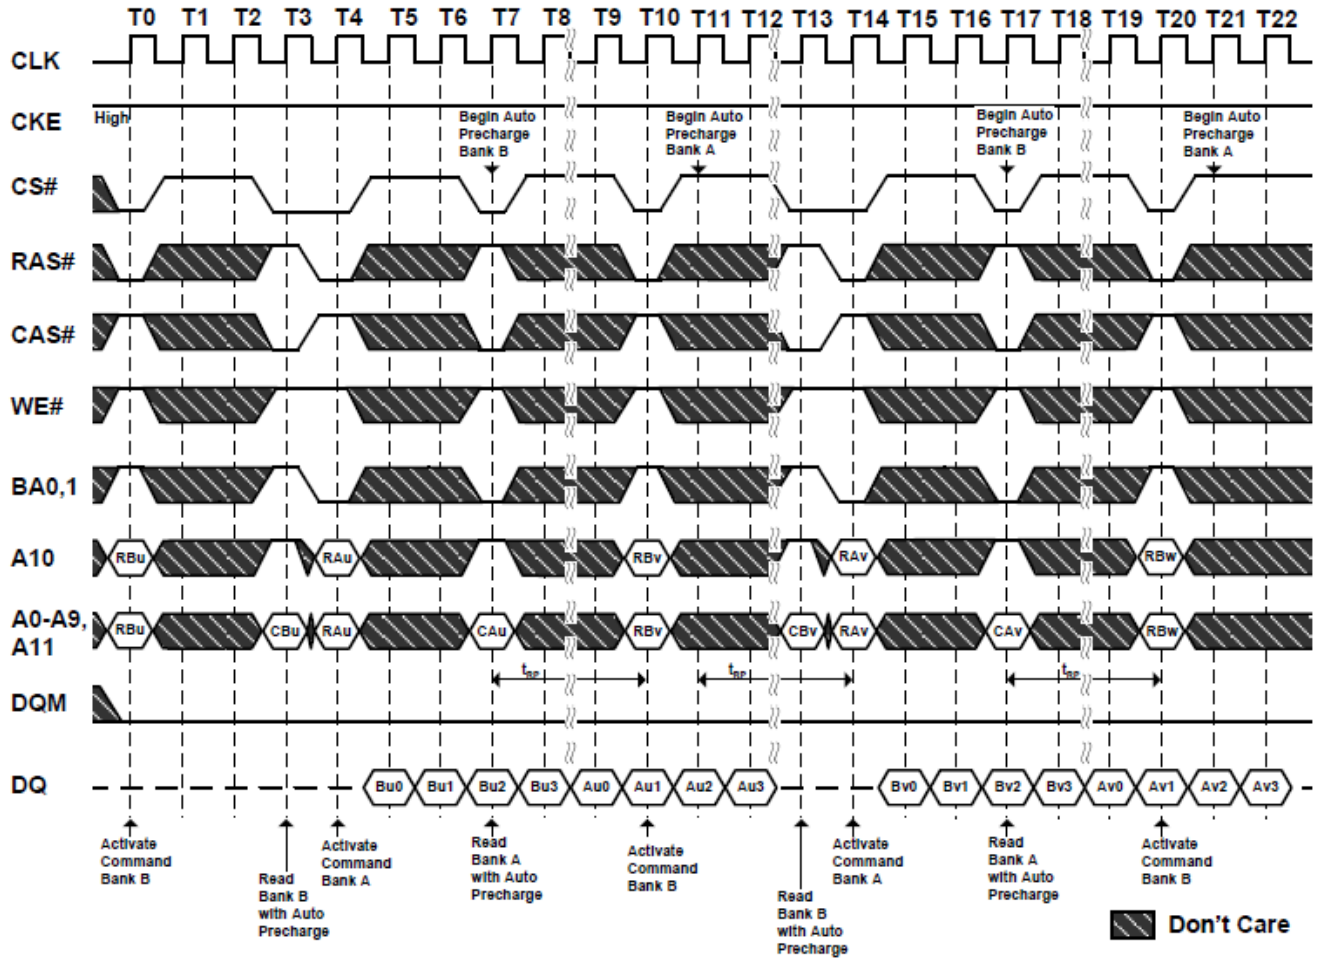 T0 T1 T2 T3 T4 T5 T6 T7 T8 T9 T10 T11 T12 T13 T14 T15 T16 T17 T18 T19 T20 T21 T22
CLK
CKE
High
Begin Auto
Precharge
Bank B
Begin Auto
Precharge
Bank A
Begin Auto
Precharge
Bank B
Begin Auto
Precharge
Bank A
CS#
RAS#
CAS#
WE#
BA0,1
A10
RBu RAu RBv RAv RBw
A0-A9,
A11
RBu CBu RAu CAu RBv CBv RAv CAv RBw
tRP tRP tRP
DQM
DQ
Bu0 Bu1 Bu2 Bu3 Au0 Au1 Au2 Au3 Bv0 Bv1 Bv2 Bv3 Av0 Av1 Av2 Av3
Activate
Command
Bank B
Read
Bank B
with Auto
Precharge
Activate
Command
Bank A
Read
Bank A
with Auto
Precharge
Activate
Command
Bank B
Read
Bank B
with Auto
Precharge
Activate
Command
Bank A
Read
Bank A
with Auto
Precharge
Activate
Command
Bank B
Don't Care